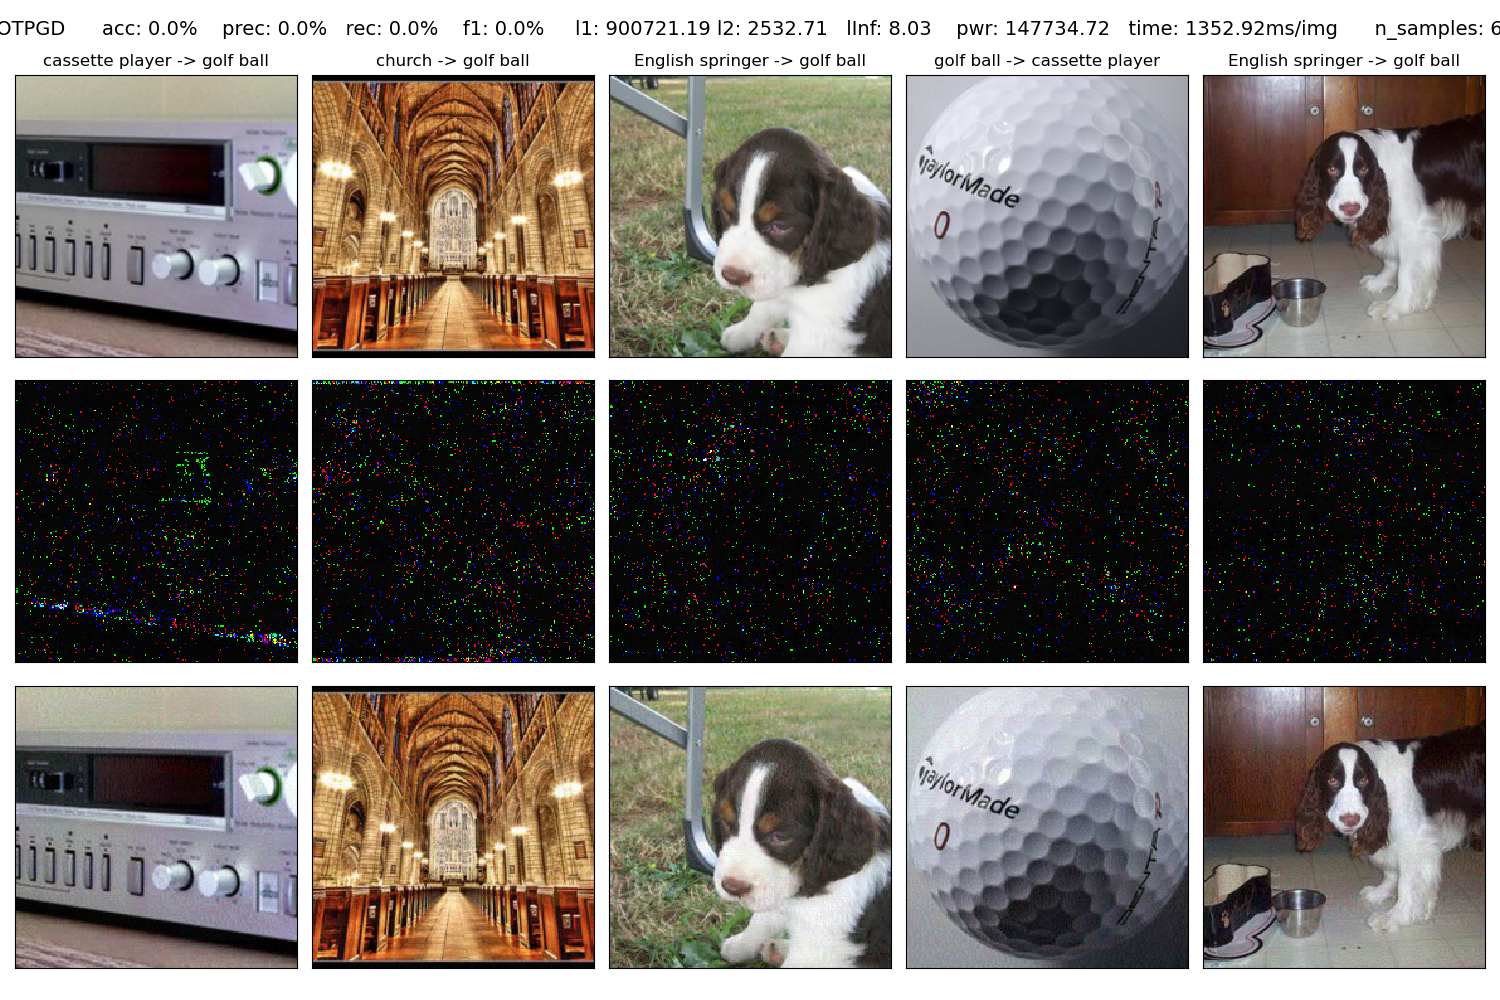 OTPGD acc: 0.0% prec: 0.0% rec: 0.0% f1: 0.0% l1: 900721.19 l2: 2532.71 lInf: 8.03 pwr: 147734.72 time: 1352.92ms/img n_samples: 6
cassette player -> golf ball
church -> golf ball
English springer -> golf ball
golf ball -> cassette player
English springer -> golf ball
TaylorMade
0
TaylorMade
0